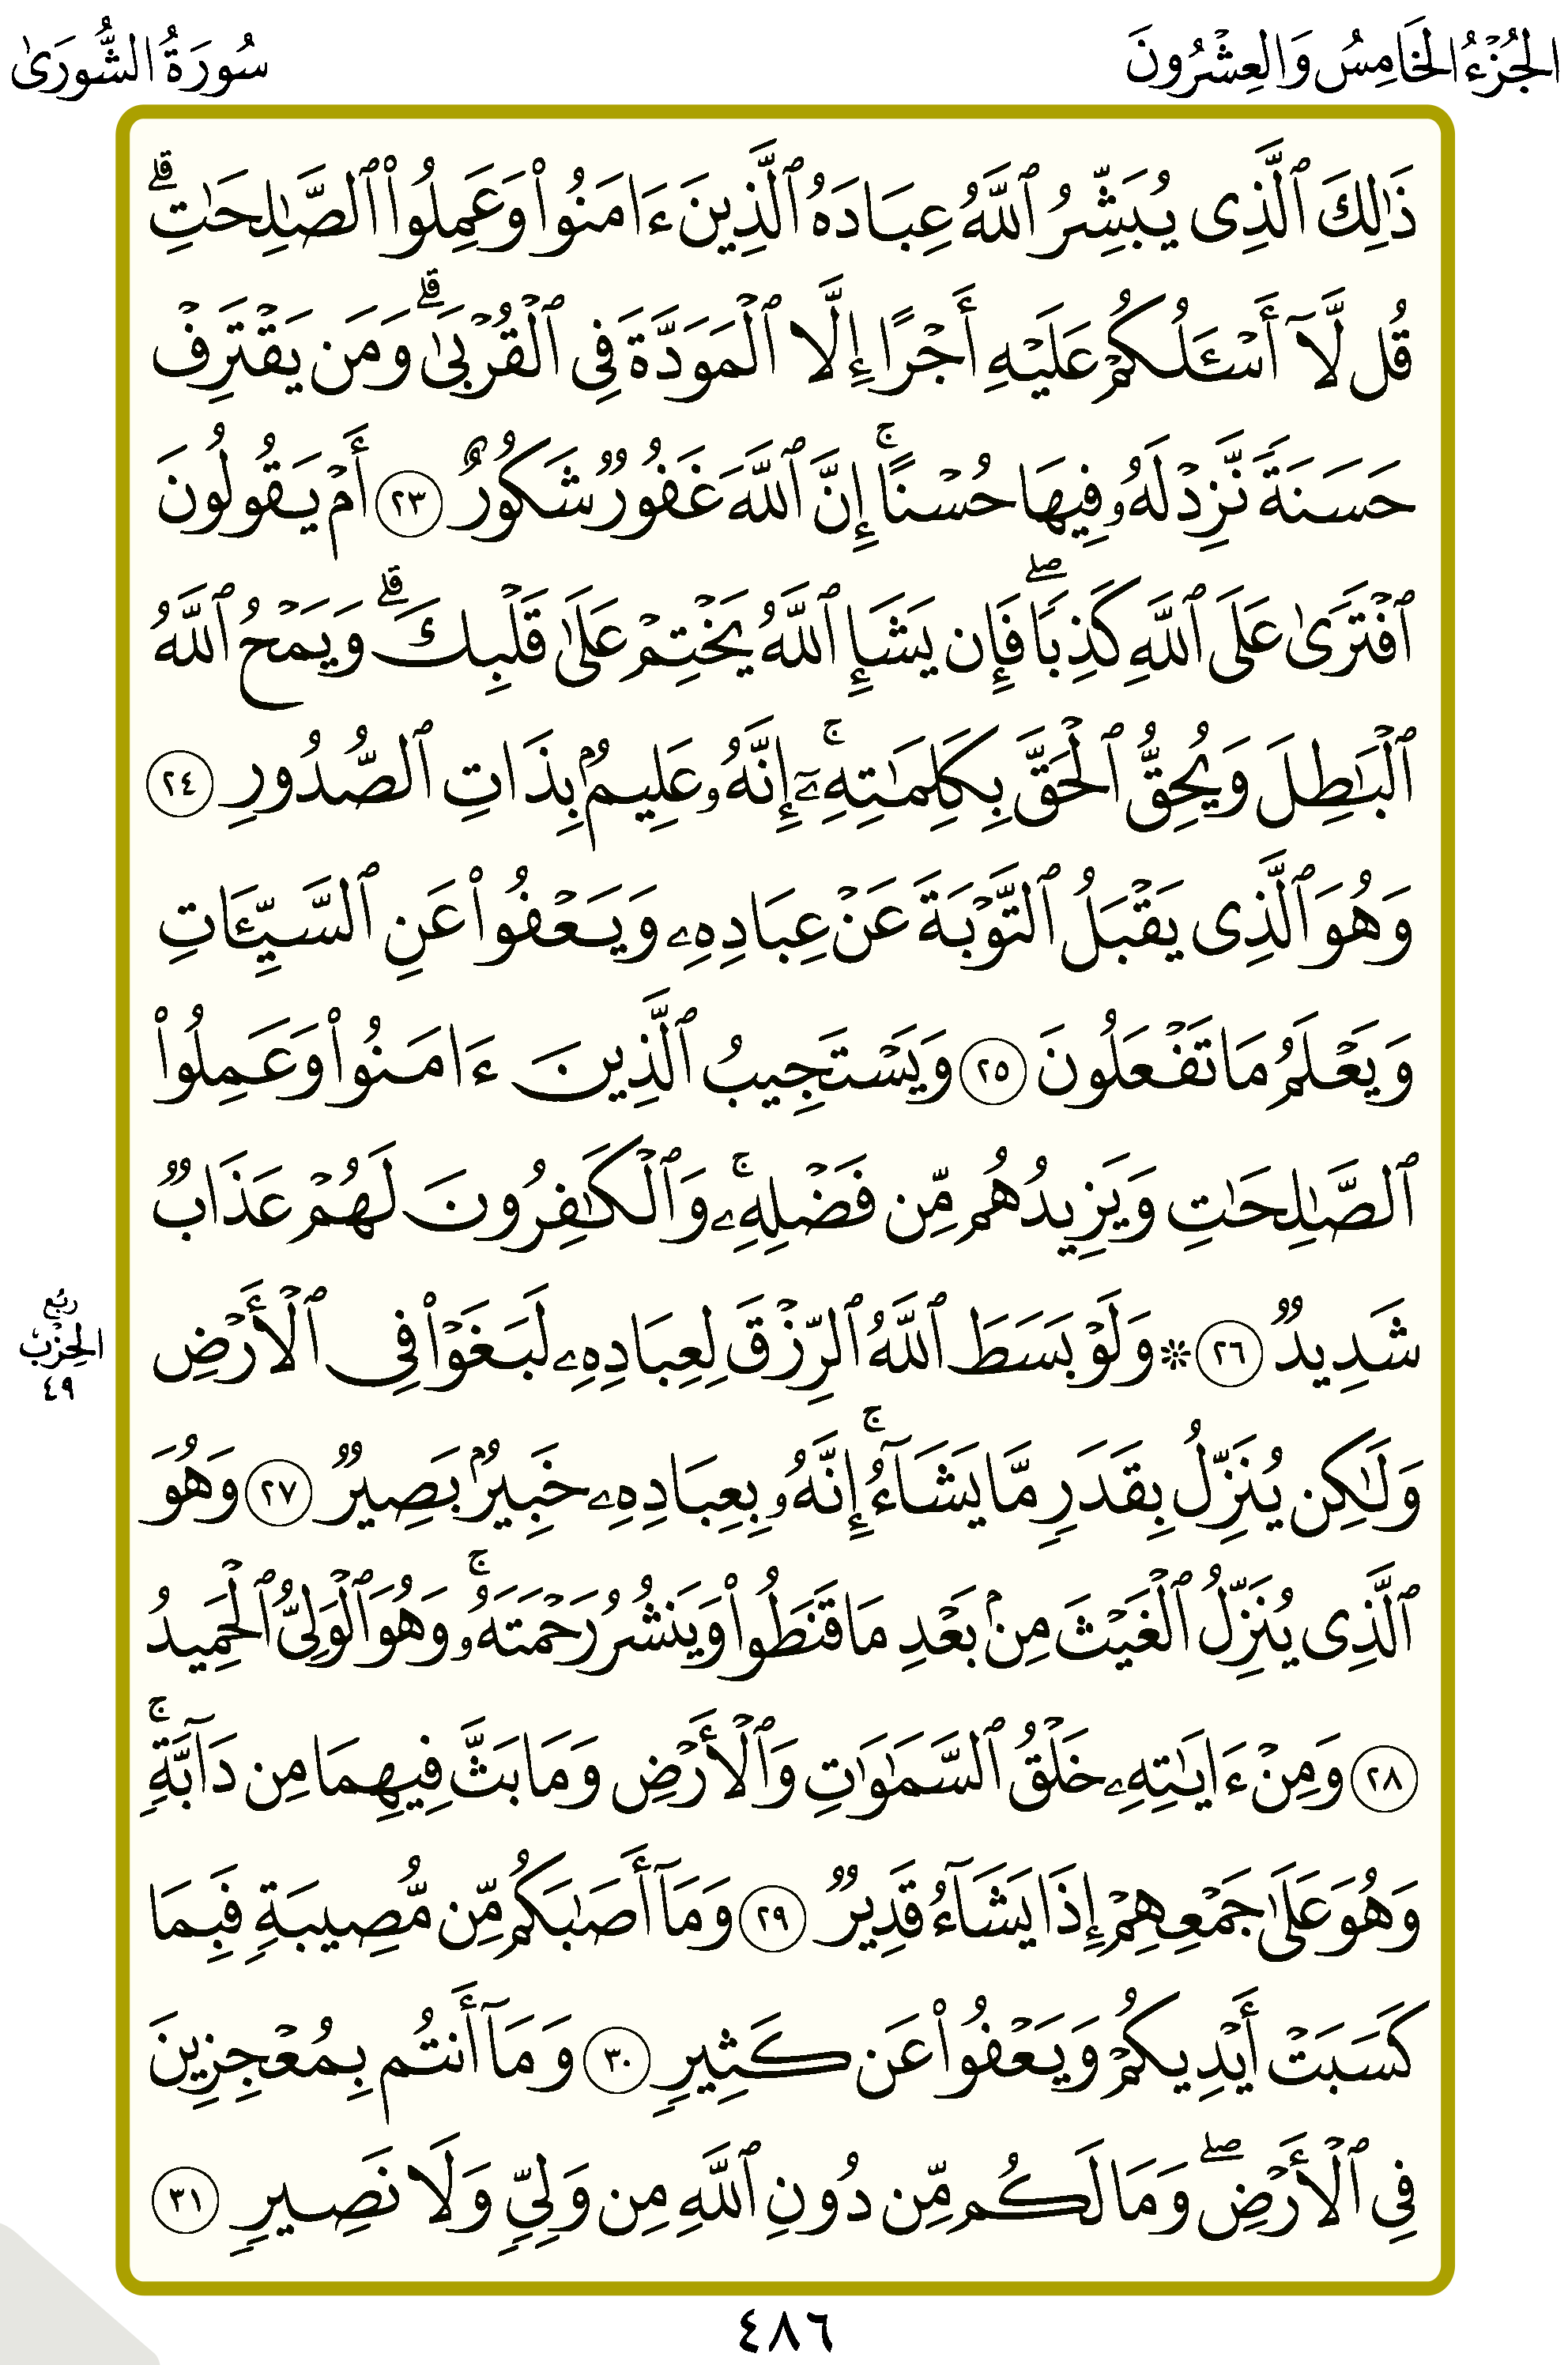 الجُزْءُ الخَامِسُ وَالعِشْرُونَ
سُورَةُ الشُّورَىٰ
ذَٰلِكَ ٱلَّذِى يُبَشِّرُ ٱللَّهُ عِبَادَهُ ٱلَّذِينَ ءَامَنُوا۟ وَعَمِلُوا۟ ٱلصَّـٰلِحَـٰتِ ۗ
قُل لَّآ أَسْـَٔلُكُمْ عَلَيْهِ أَجْرًا إِلَّا ٱلْمَوَدَّةَ فِى ٱلْقُرْبَىٰ ۗ وَمَن يَقْتَرِفْ
حَسَنَةً نَّزِدْ لَهُۥ فِيهَا حُسْنًا ۚ إِنَّ ٱللَّهَ غَفُورٌ شَكُورٌ ٢٣ أَمْ يَقُولُونَ
ٱفْتَرَىٰ عَلَى ٱللَّهِ كَذِبًا ۖ فَإِن يَشَإِ ٱللَّهُ يَخْتِمْ عَلَىٰ قَلْبِكَ ۗ وَيَمْحُ ٱللَّهُ
ٱلْبَـٰطِلَ وَيُحِقُّ ٱلْحَقَّ بِكَلِمَـٰتِهِۦٓ ۚ إِنَّهُۥ عَلِيمٌۢ بِذَاتِ ٱلصُّدُورِ ٢٤
وَهُوَ ٱلَّذِى يَقْبَلُ ٱلتَّوْبَةَ عَنْ عِبَادِهِۦ وَيَعْفُوا۟ عَنِ ٱلسَّيِّـَٔاتِ
وَيَعْلَمُ مَا تَفْعَلُونَ ٢٥ وَيَسْتَجِيبُ ٱلَّذِينَ ءَامَنُوا۟ وَعَمِلُوا۟
ٱلصَّـٰلِحَـٰتِ وَيَزِيدُهُم مِّن فَضْلِهِۦ ۚ وَٱلْكَـٰفِرُونَ لَهُمْ عَذَابٌ
شَدِيدٌ ٢٦ ۞ وَلَوْ بَسَطَ ٱللَّهُ ٱلرِّزْقَ لِعِبَادِهِۦ لَبَغَوْا۟ فِى ٱلْأَرْضِ
ربع
الحِزْب
٤٩
وَلَـٰكِن يُنَزِّلُ بِقَدَرٍ مَّا يَشَآءُ ۚ إِنَّهُۥ بِعِبَادِهِۦ خَبِيرٌۢ بَصِيرٌ ٢٧ وَهُوَ
ٱلَّذِى يُنَزِّلُ ٱلْغَيْثَ مِنۢ بَعْدِ مَا قَنَطُوا۟ وَيَنشُرُ رَحْمَتَهُۥ ۚ وَهُوَ ٱلْوَلِىُّ ٱلْحَمِيدُ
٢٨ وَمِنْ ءَايَـٰتِهِۦ خَلْقُ ٱلسَّمَـٰوَٰتِ وَٱلْأَرْضِ وَمَا بَثَّ فِيهِمَا مِن دَآبَّةٍ ۚ
وَهُوَ عَلَىٰ جَمْعِهِمْ إِذَا يَشَآءُ قَدِيرٌ ٢٩ وَمَآ أَصَـٰبَكُم مِّن مُّصِيبَةٍ فَبِمَا
كَسَبَتْ أَيْدِيكُمْ وَيَعْفُوا۟ عَن كَثِيرٍ ٣٠ وَمَآ أَنتُم بِمُعْجِزِينَ
فِى ٱلْأَرْضِ ۖ وَمَا لَكُم مِّن دُونِ ٱللَّهِ مِن وَلِىٍّ وَلَا نَصِيرٍ ٣١
٤٨٦